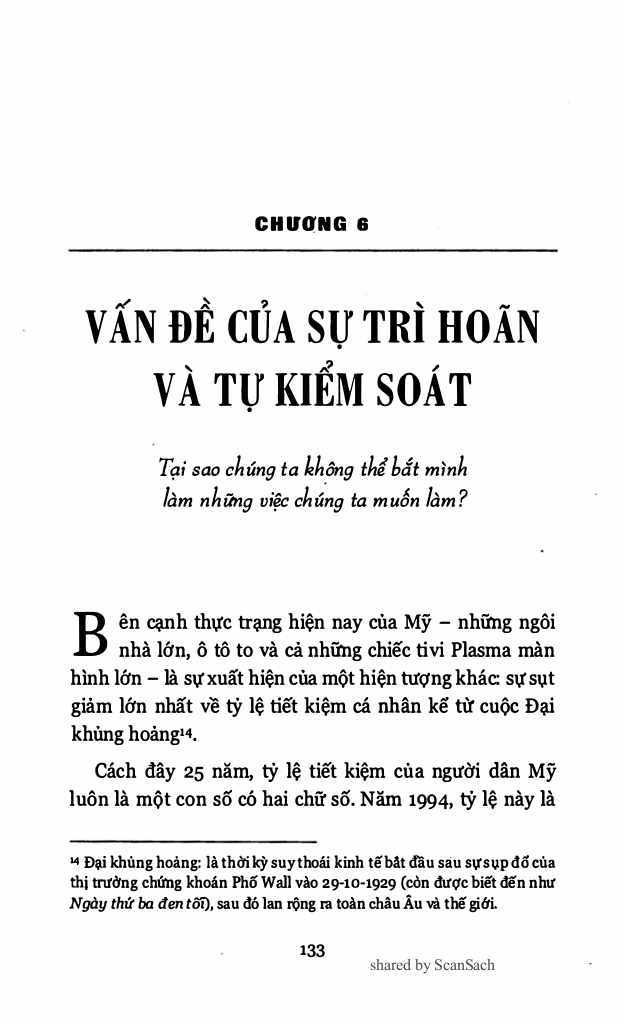 CHƯƠNG 6
VẤN ĐỀ CỦA SỰ TRÌ HOÃN
VÀ TỰ KIỂM SOÁT
Tại sao chúng ta không thể bắt mình
làm những việc chúng ta muốn làm?
Bên cạnh thực trạng hiện nay của Mỹ – những ngôi
nhà lớn, ô tô to và cả những chiếc tivi Plasma màn
hình lớn – là sự xuất hiện của một hiện tượng khác: sự sụt
giảm lớn nhất về tỷ lệ tiết kiệm cá nhân kể từ cuộc Đại
khủng hoảng¹⁴.
Cách đây 25 năm, tỷ lệ tiết kiệm của người dân Mỹ
luôn là một con số có hai chữ số. Năm 1994, tỷ lệ này là
¹⁴ Đại khủng hoảng: là thời kỳ suy thoái kinh tế bắt đầu sau sự sụp đổ của
thị trường chứng khoán Phố Wall vào 29-10-1929 (còn được biết đến như
Ngày thứ ba đen tối), sau đó lan rộng ra toàn châu Âu và thế giới.
133
shared by ScanSach